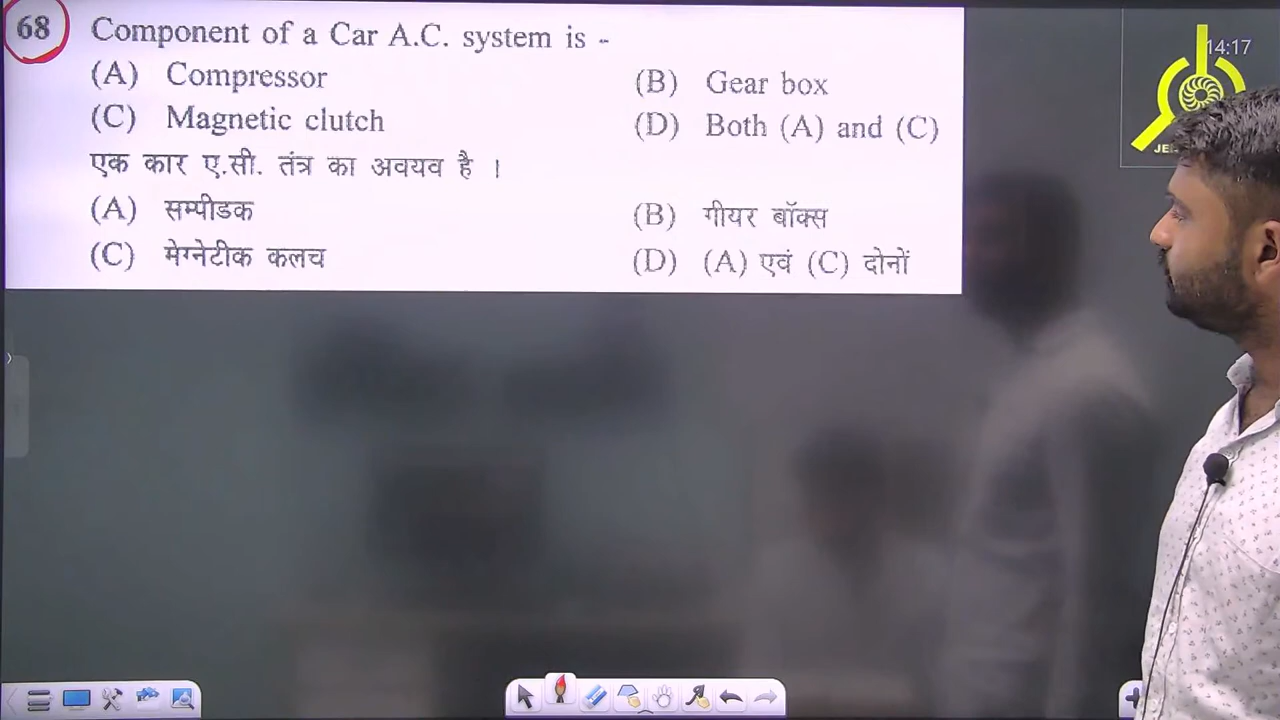 68 Component of a Car A.C. system is -
(A) Compressor (B) Gear box
(C) Magnetic clutch (D) Both (A) and (C)
एक कार ए.सी. तंत्र का अवयव है ।
(A) सम्पीडक (B) गीयर बॉक्स
(C) मेग्नेटीक कलच (D) (A) एवं (C) दोनों
14:17